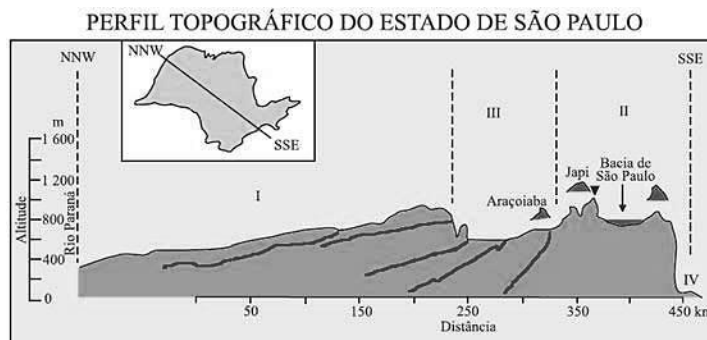 PERFIL TOPOGRÁFICO DO ESTADO DE SÃO PAULO
NNW
NNW
SSE
SSE
III
II
I
IV
m
1 600
1 200
800
400
0
Altitude
Rio Paraná
Araçoiaba
Japi
Bacia de
São Paulo
50
150
250
350
450 km
Distância